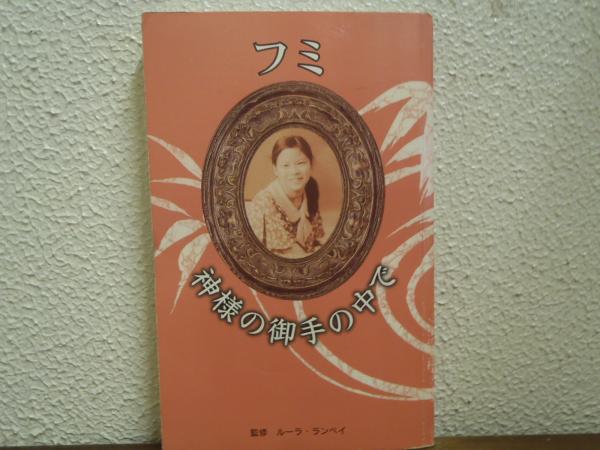 フミ
神様の御手の中で
監修 ルーラ・ランペイ